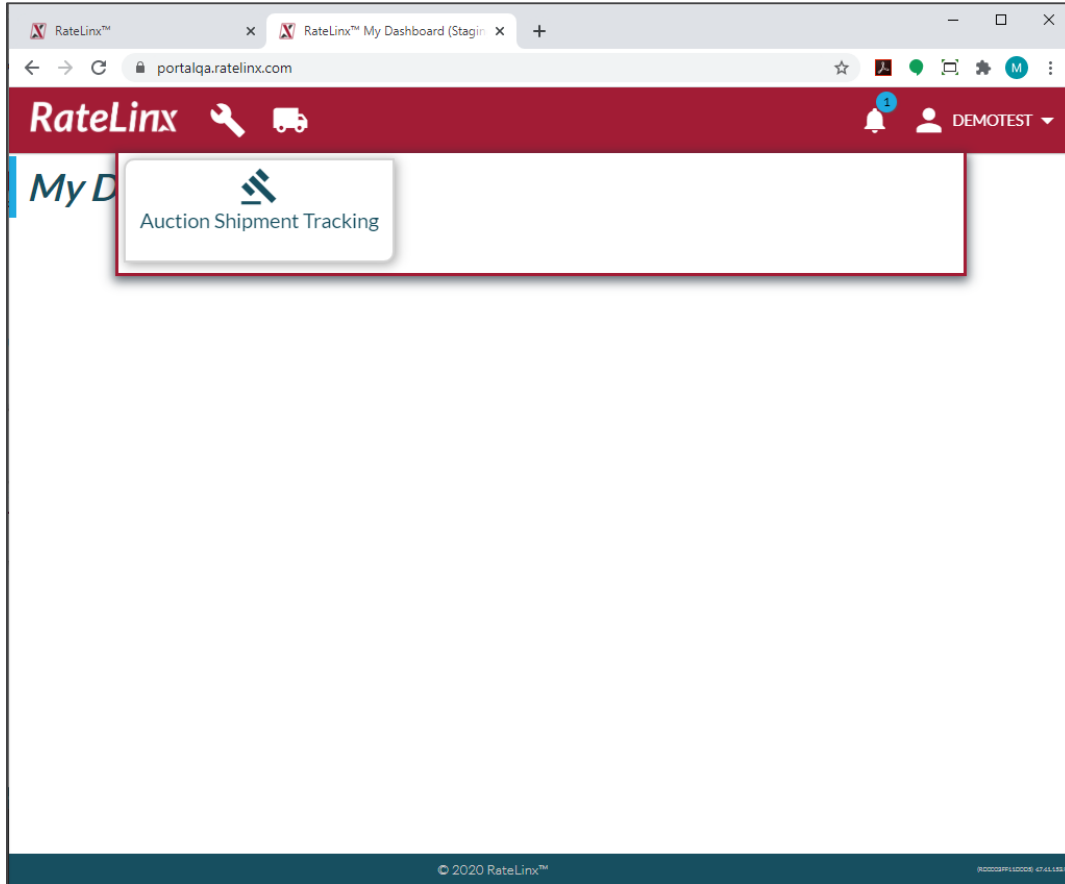 RateLinx™
RateLinx™ My Dashboard (Stagin
portalqa.ratelinx.com
M
RateLinx
1
DEMOTEST
My D
Auction Shipment Tracking
© 2020 RateLinx™